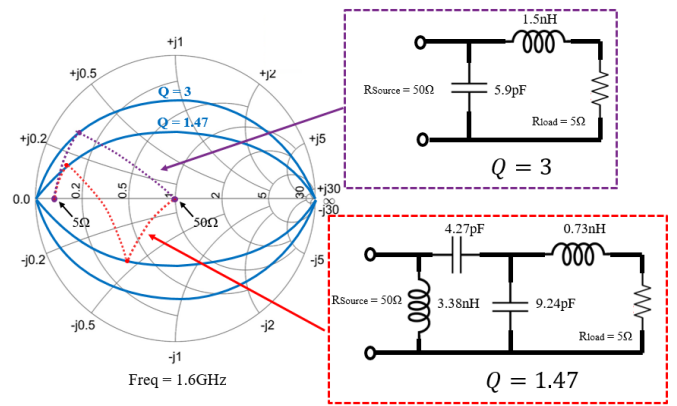 +j1
+j0.5
+j2
Q = 3
+j0.2
Q = 1.47
+j5
0.0
0.2
0.5
2
5
30
+j30
∞
-j30
5Ω
50Ω
-j0.2
-j5
-j0.5
-j2
-j1
Freq = 1.6GHz
1.5nH
RSource = 50Ω
5.9pF
Rload = 5Ω
Q = 3
4.27pF
0.73nH
RSource = 50Ω
3.38nH
9.24pF
Rload = 5Ω
Q = 1.47